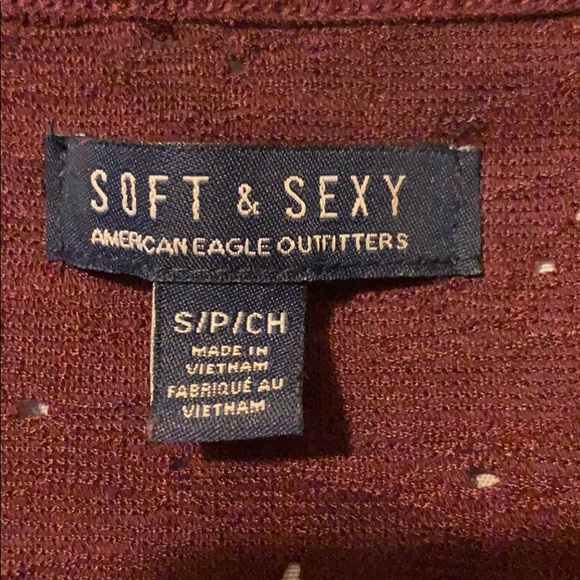 SOFT & SEXY
AMERICAN EAGLE OUTFITTERS
S/P/CH
MADE IN
VIETNAM
FABRIQUÉ AU
VIETNAM